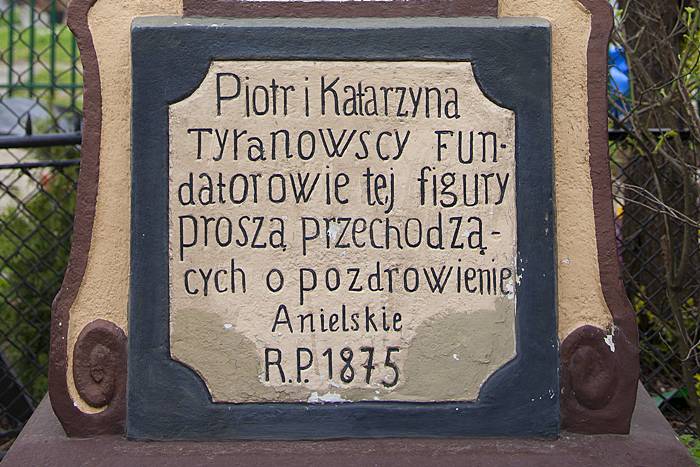 Piotr i Katarzyna
Tyranowscy Fun-
datorowie tej figury
proszą przechodzą-
cych o pozdrowienie
Anielskie
R.P. 1875